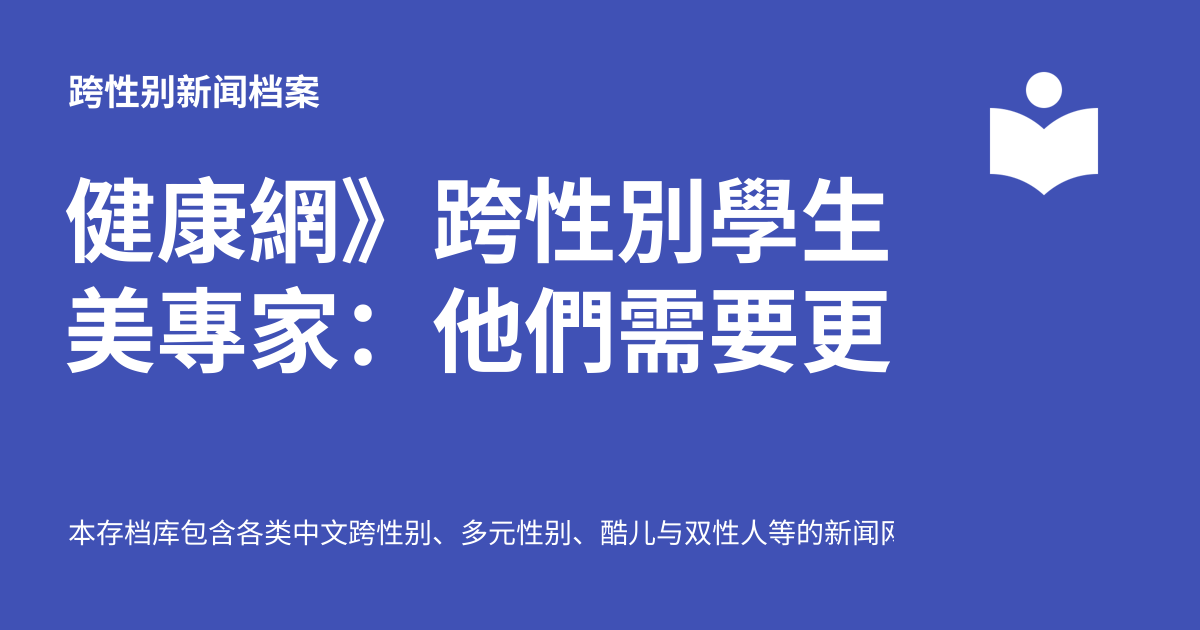 跨性别新闻档案
健康網》跨性別學生
美專家：他們需要更
本存档库包含各类中文跨性别、多元性别、酷儿与双性人等的新闻网